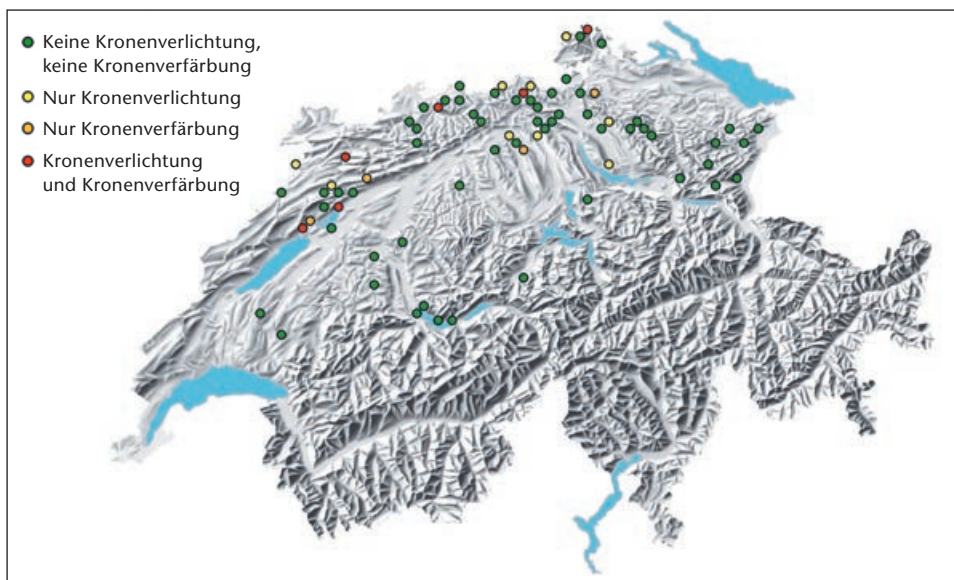 Keine Kronenverlichtung,
keine Kronenverfärbung
Nur Kronenverlichtung
Nur Kronenverfärbung
Kronenverlichtung
und Kronenverfärbung